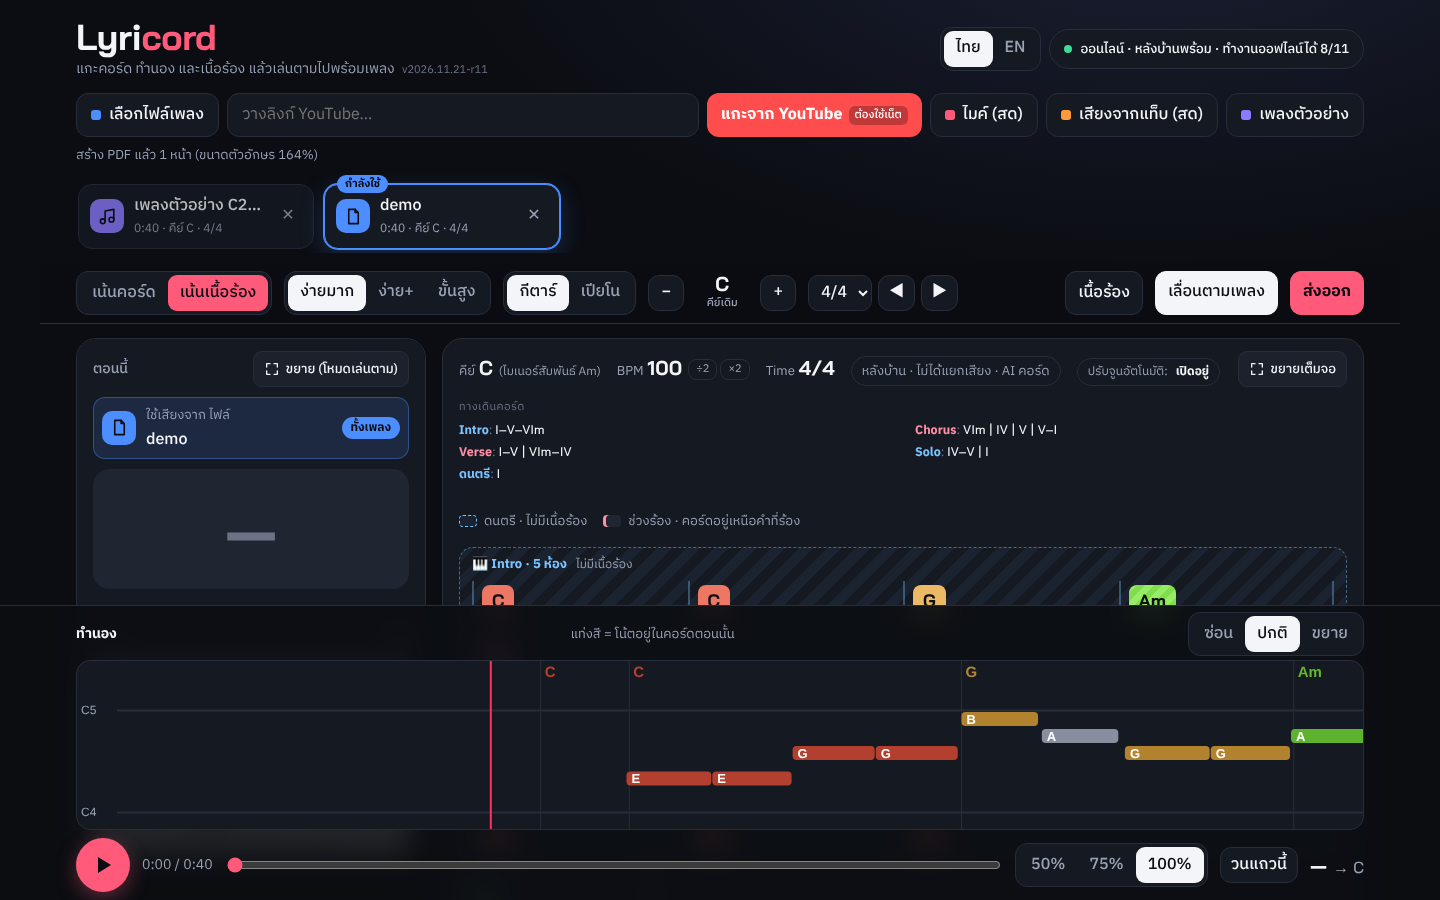 Lyricord
แกะคอร์ด ทำนอง และเนื้อร้อง แล้วเล่นตามไปพร้อมเพลง v2026.11.21-r11
ไทย EN
ออนไลน์ · หลังบ้านพร้อม · ทำงานออฟไลน์ได้ 8/11
เลือกไฟล์เพลง
วางลิงก์ YouTube...
แกะจาก YouTube ต้องใช้เน็ต
ไมค์ (สด)
เสียงจากแท็บ (สด)
เพลงตัวอย่าง
สร้าง PDF แล้ว 1 หน้า (ขนาดตัวอักษร 164%)
เพลงตัวอย่าง C2...
0:40 · คีย์ C · 4/4
✕
กำลังใช้
demo
0:40 · คีย์ C · 4/4
✕
เน้นคอร์ด เน้นเนื้อร้อง
ง่ายมาก ง่าย+ ขั้นสูง
กีตาร์ เปียโน
− C +
คีย์เดิม
4/4 ◀ ▶
เนื้อร้อง เลื่อนตามเพลง ส่งออก
ตอนนี้
ขยาย (โหมดเล่นตาม)
ใช้เสียงจาก ไฟล์
demo
ทั้งเพลง
—
คีย์ C (ไมเนอร์สัมพันธ์ Am) BPM 100 ÷2 ×2 Time 4/4
หลังบ้าน · ไม่ได้แยกเสียง · AI คอร์ด
ปรับจูนอัตโนมัติ: เปิดอยู่
ขยายเต็มจอ
ทางเดินคอร์ด
Intro: I–V–VIm
Chorus: VIm | IV | V | V–I
Verse: I–V | VIm–IV
Solo: IV–V | I
ดนตรี: I
ดนตรี · ไม่มีเนื้อร้อง
ช่วงร้อง · คอร์ดอยู่เหนือคำที่ร้อง
🎹 Intro · 5 ห้อง ไม่มีเนื้อร้อง
C C G Am
ทำนอง
แท่งสี = โน้ตอยู่ในคอร์ดตอนนั้น
ซ่อน ปกติ ขยาย
C C G Am
C5
B
A A
G G G G
E E
C4
0:00 / 0:40
50% 75% 100%
วนแถวนี้
— → C